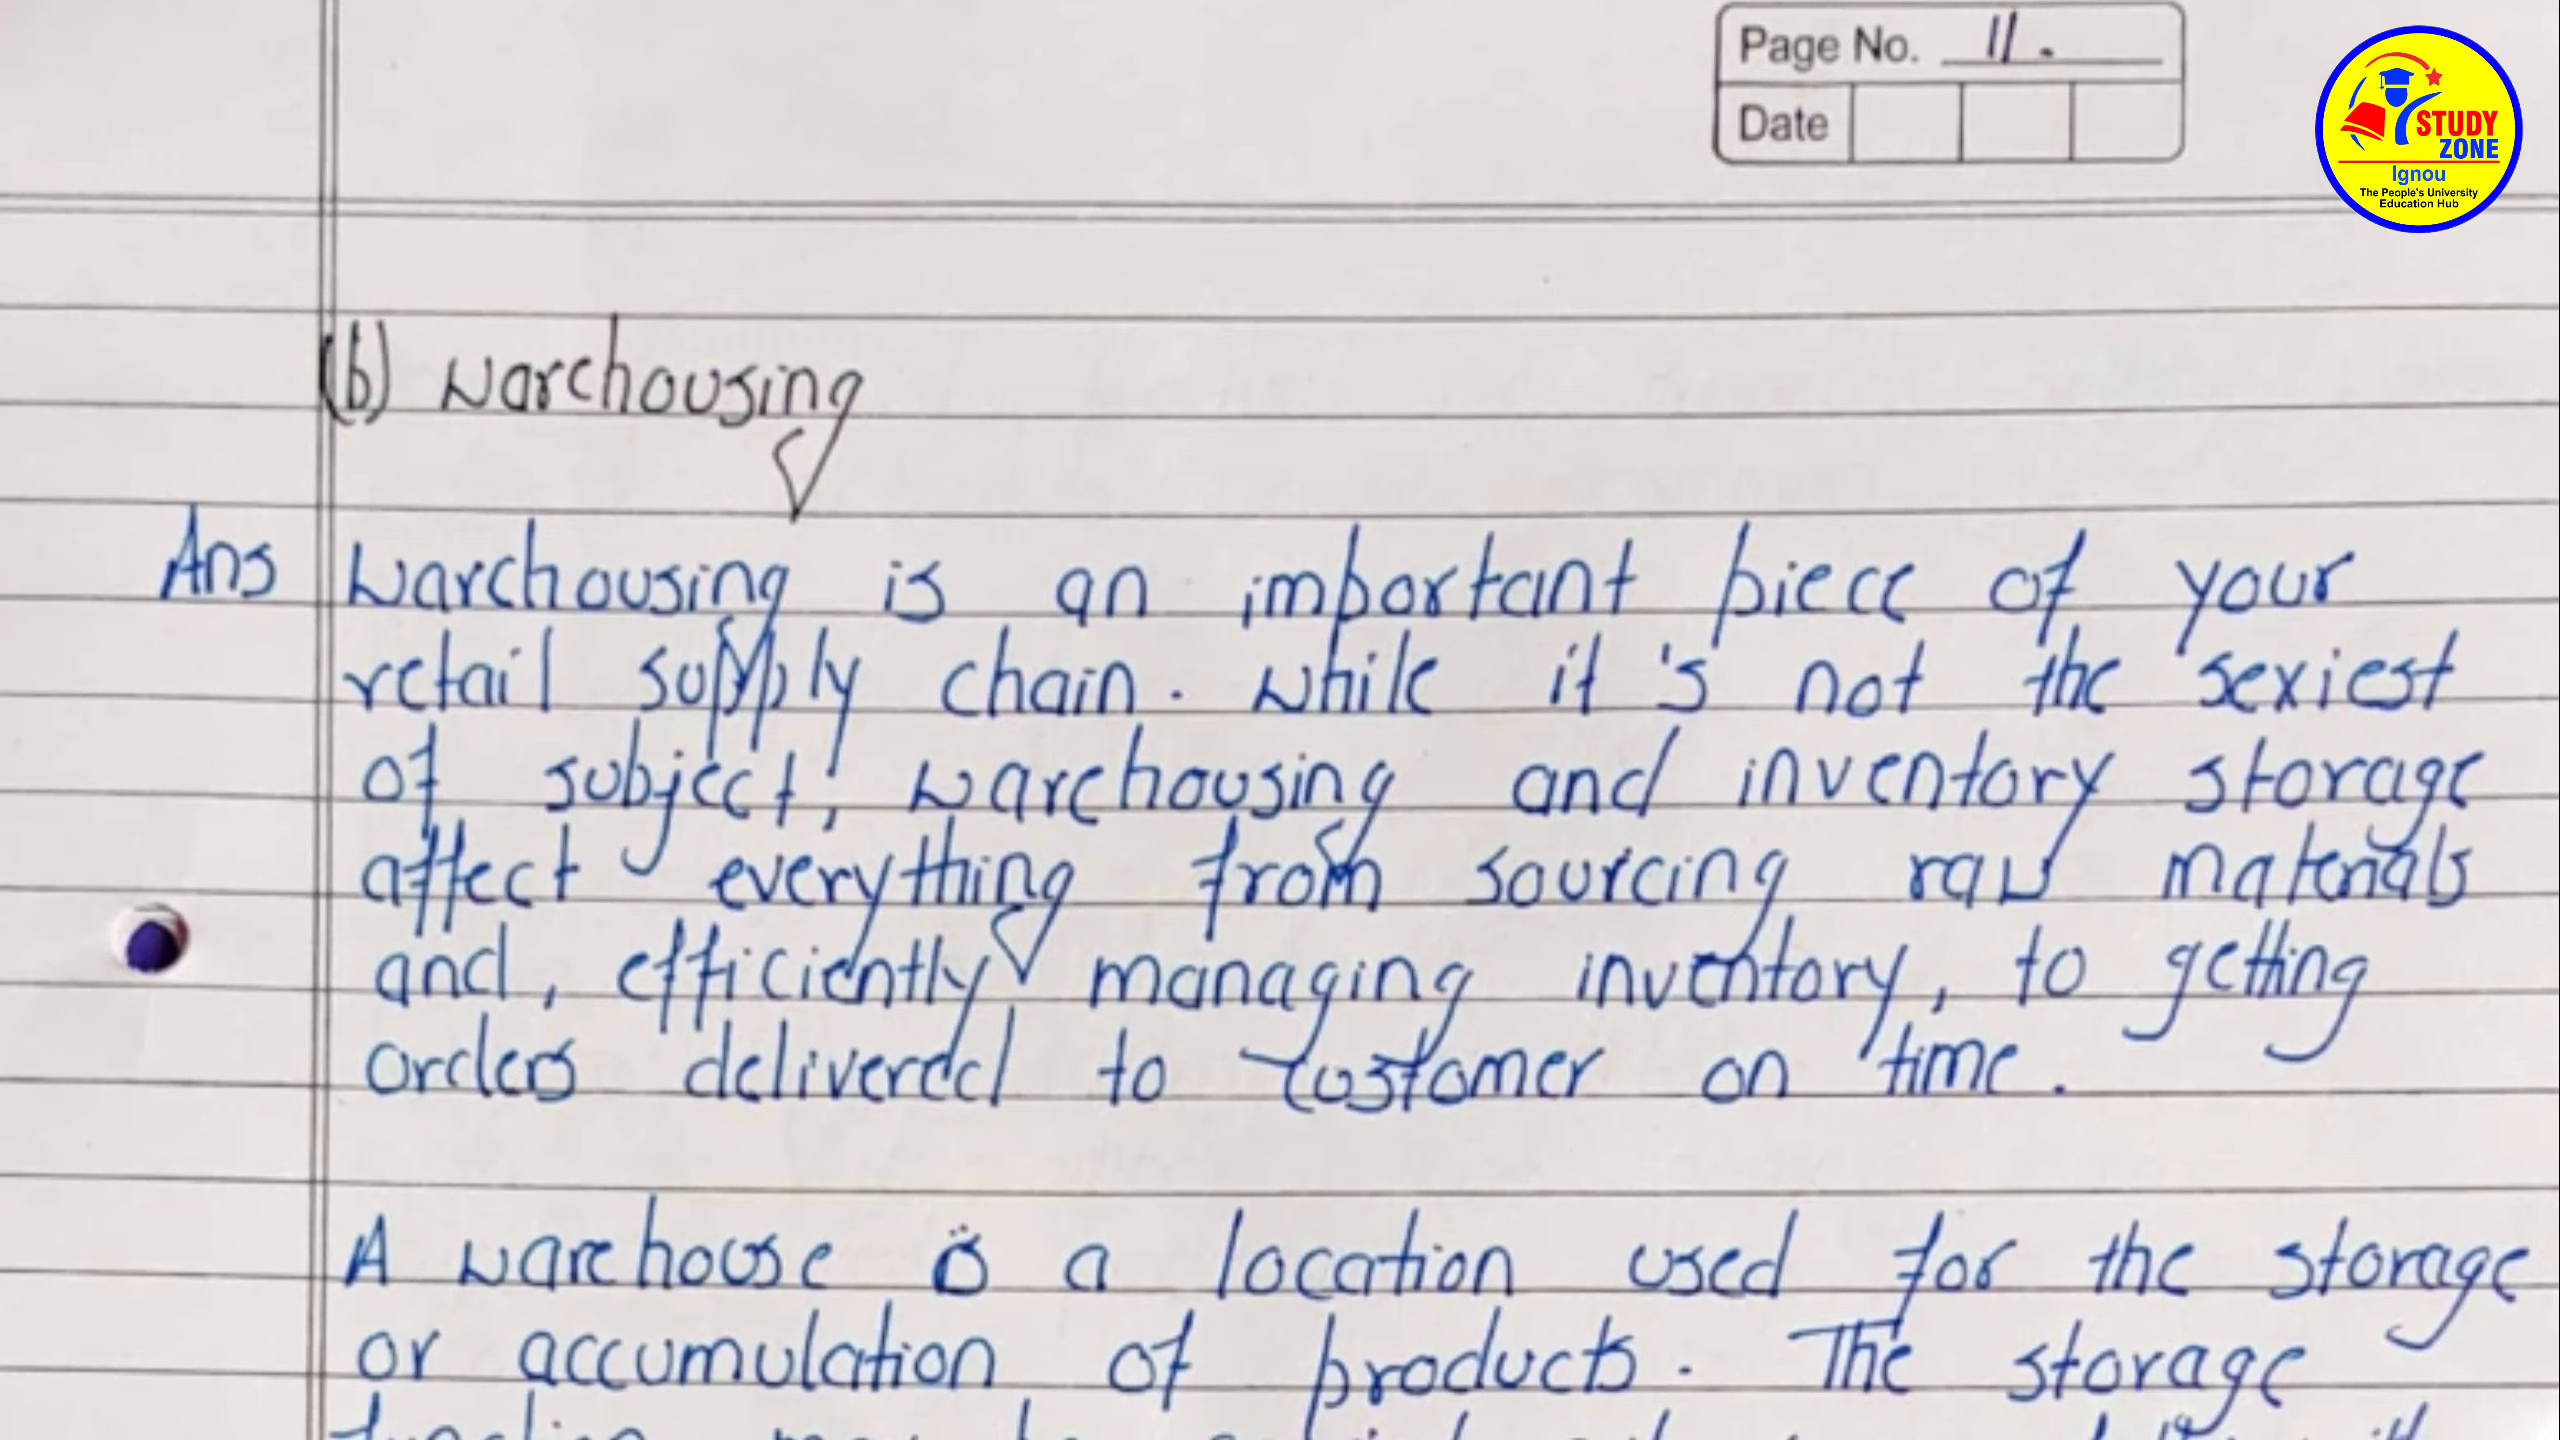 Page No. 11.
Date
STUDY
ZONE
Ignou
The People's University
Education Hub
(b) Warehousing
Ans Warehousing is an important piece of your
retail supply chain. While it's not the sexiest
of subject, warehousing and inventory storage
affect everything from sourcing raw materials
and, efficiently managing inventory, to getting
orders delivered to customer on time.
A warehouse is a location used for the storage
or accumulation of products. The storage
function may be